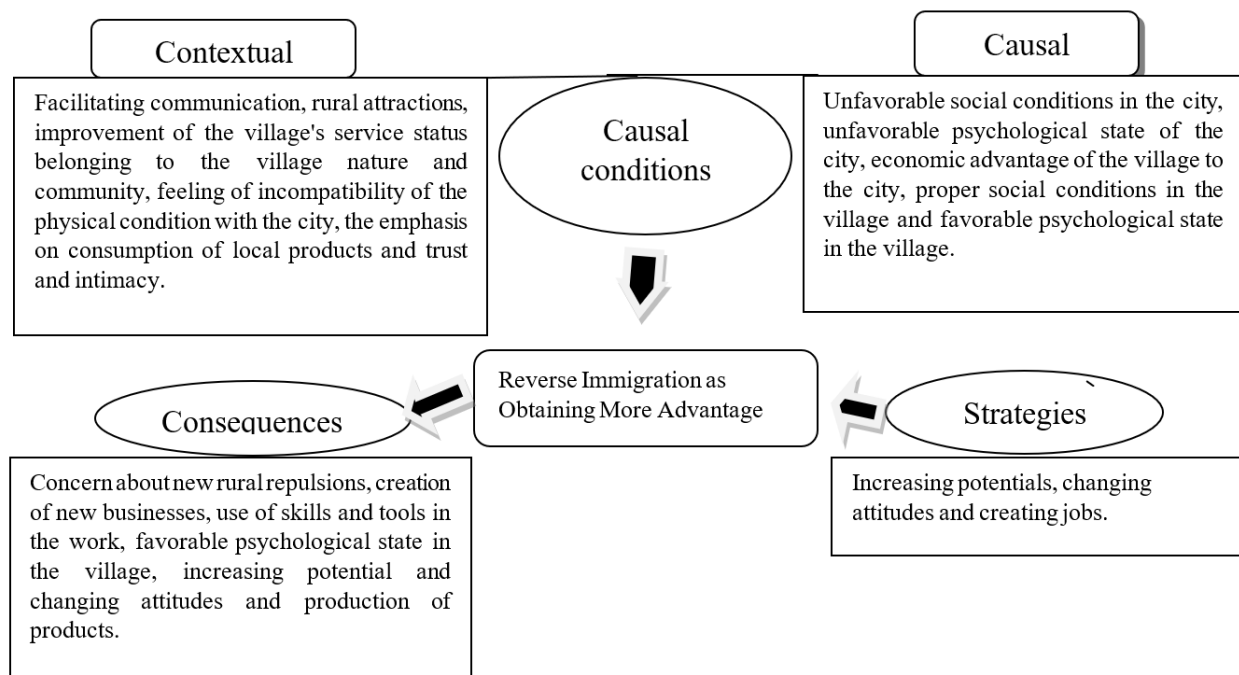 Contextual
Facilitating communication, rural attractions,
improvement of the village's service status
belonging to the village nature and
community, feeling of incompatibility of the
physical condition with the city, the emphasis
on consumption of local products and trust
and intimacy.
Causal
conditions
Causal
Unfavorable social conditions in the city,
unfavorable psychological state of the
city, economic advantage of the village to
the city, proper social conditions in the
village and favorable psychological state
in the village.
Reverse Immigration as
Obtaining More Advantage
Consequences
Concern about new rural repulsions, creation
of new businesses, use of skills and tools in
the work, favorable psychological state in
the village, increasing potential and
changing attitudes and production of
products.
Strategies
Increasing potentials, changing
attitudes and creating jobs.